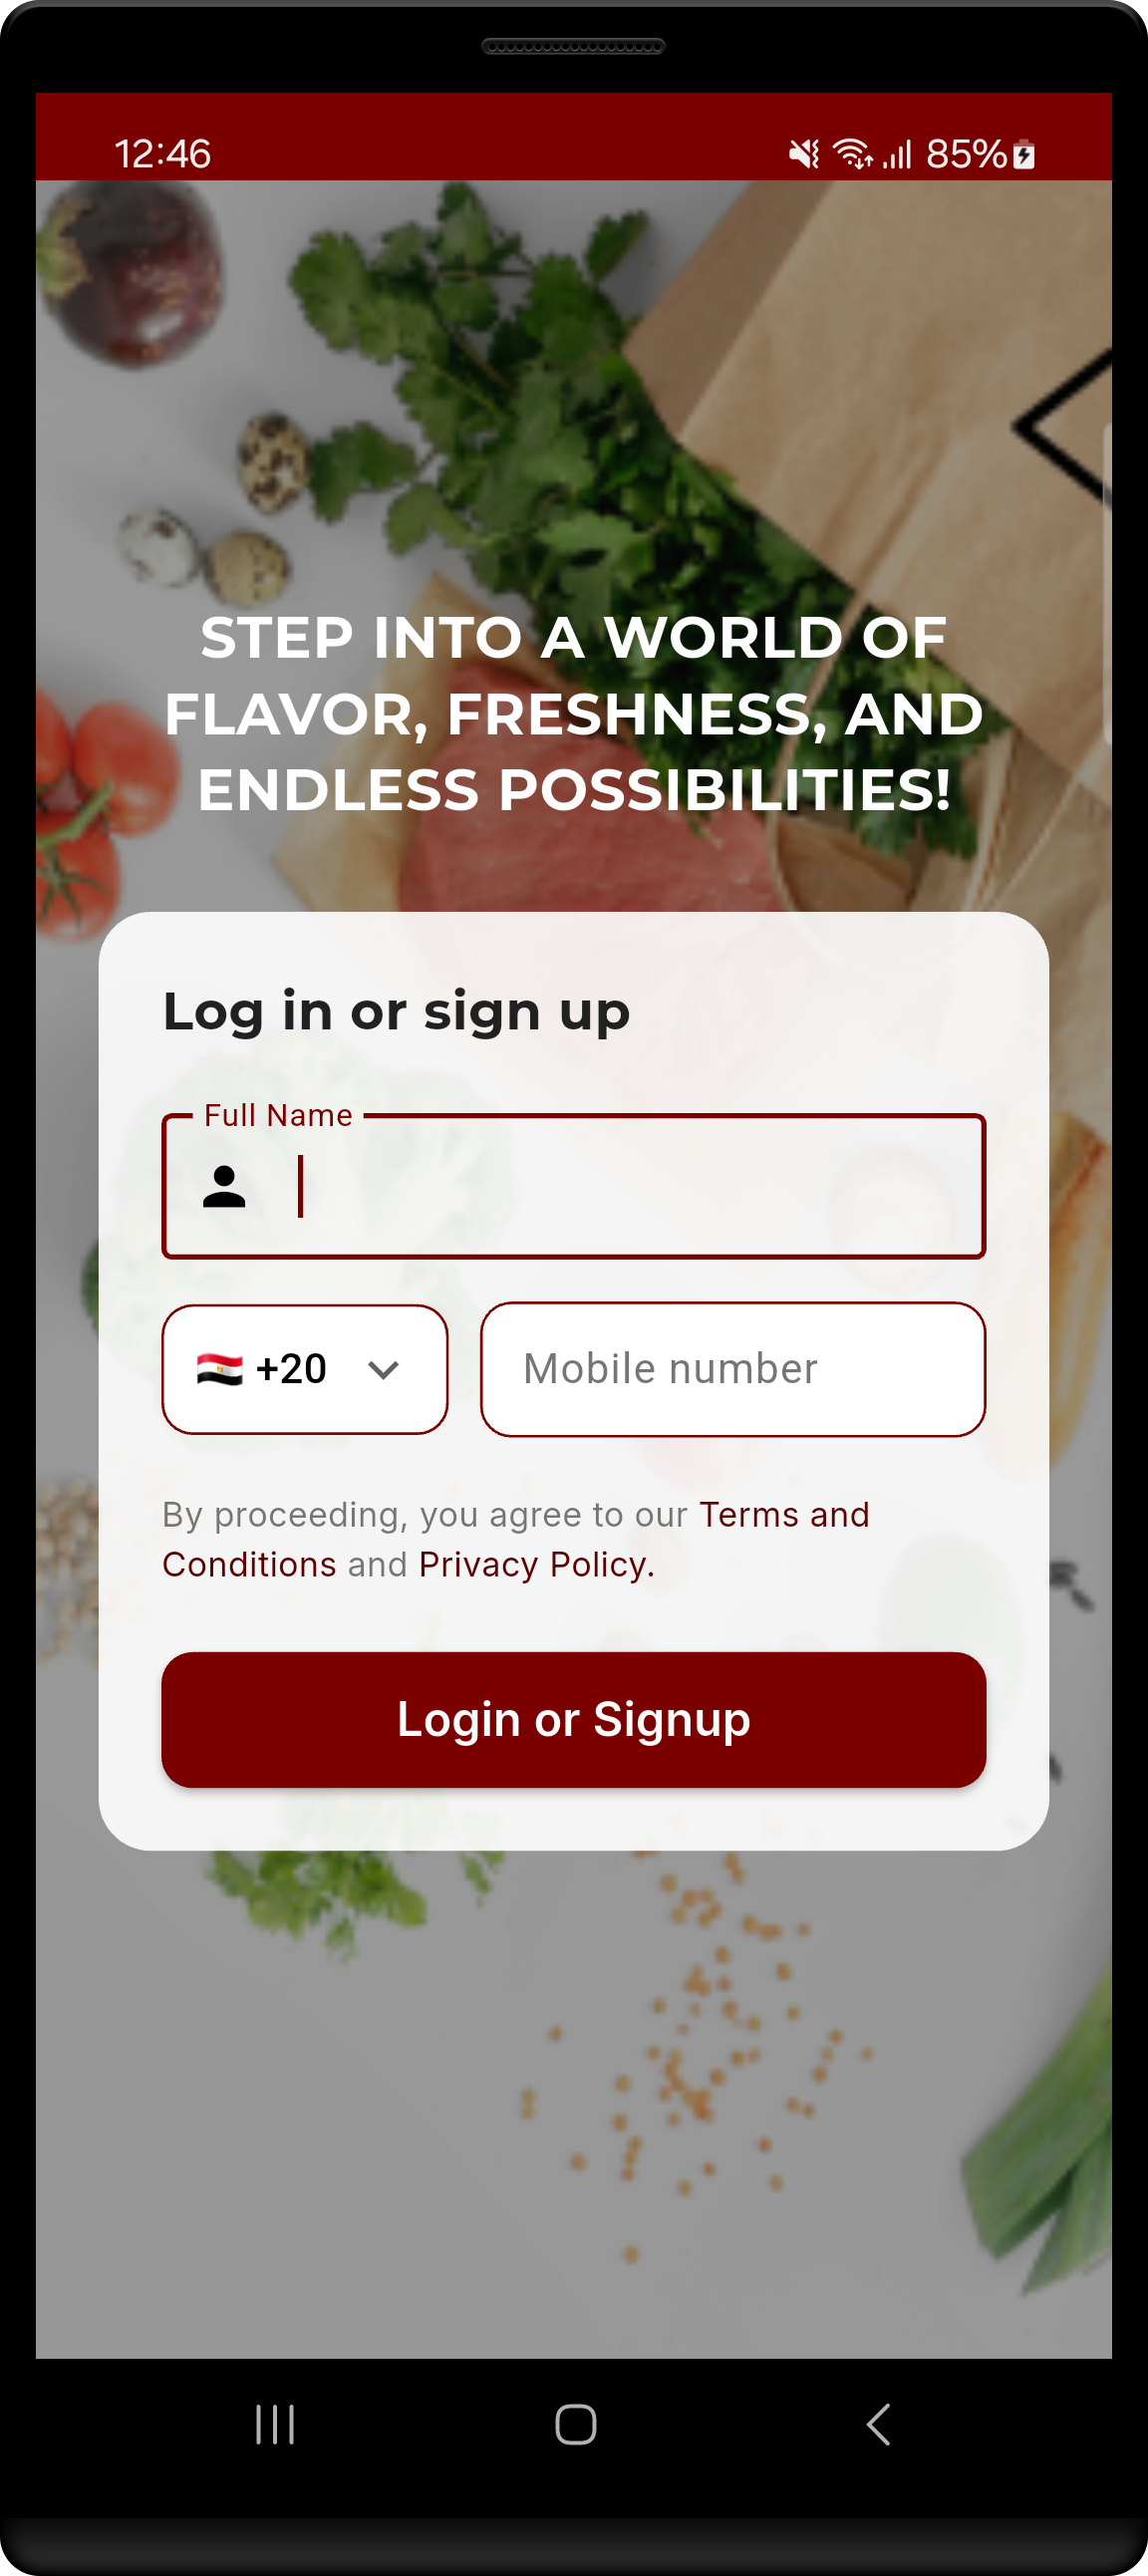 12:46 85%
STEP INTO A WORLD OF
FLAVOR, FRESHNESS, AND
ENDLESS POSSIBILITIES!
Log in or sign up
Full Name
+20 Mobile number
By proceeding, you agree to our Terms and
Conditions and Privacy Policy.
Login or Signup